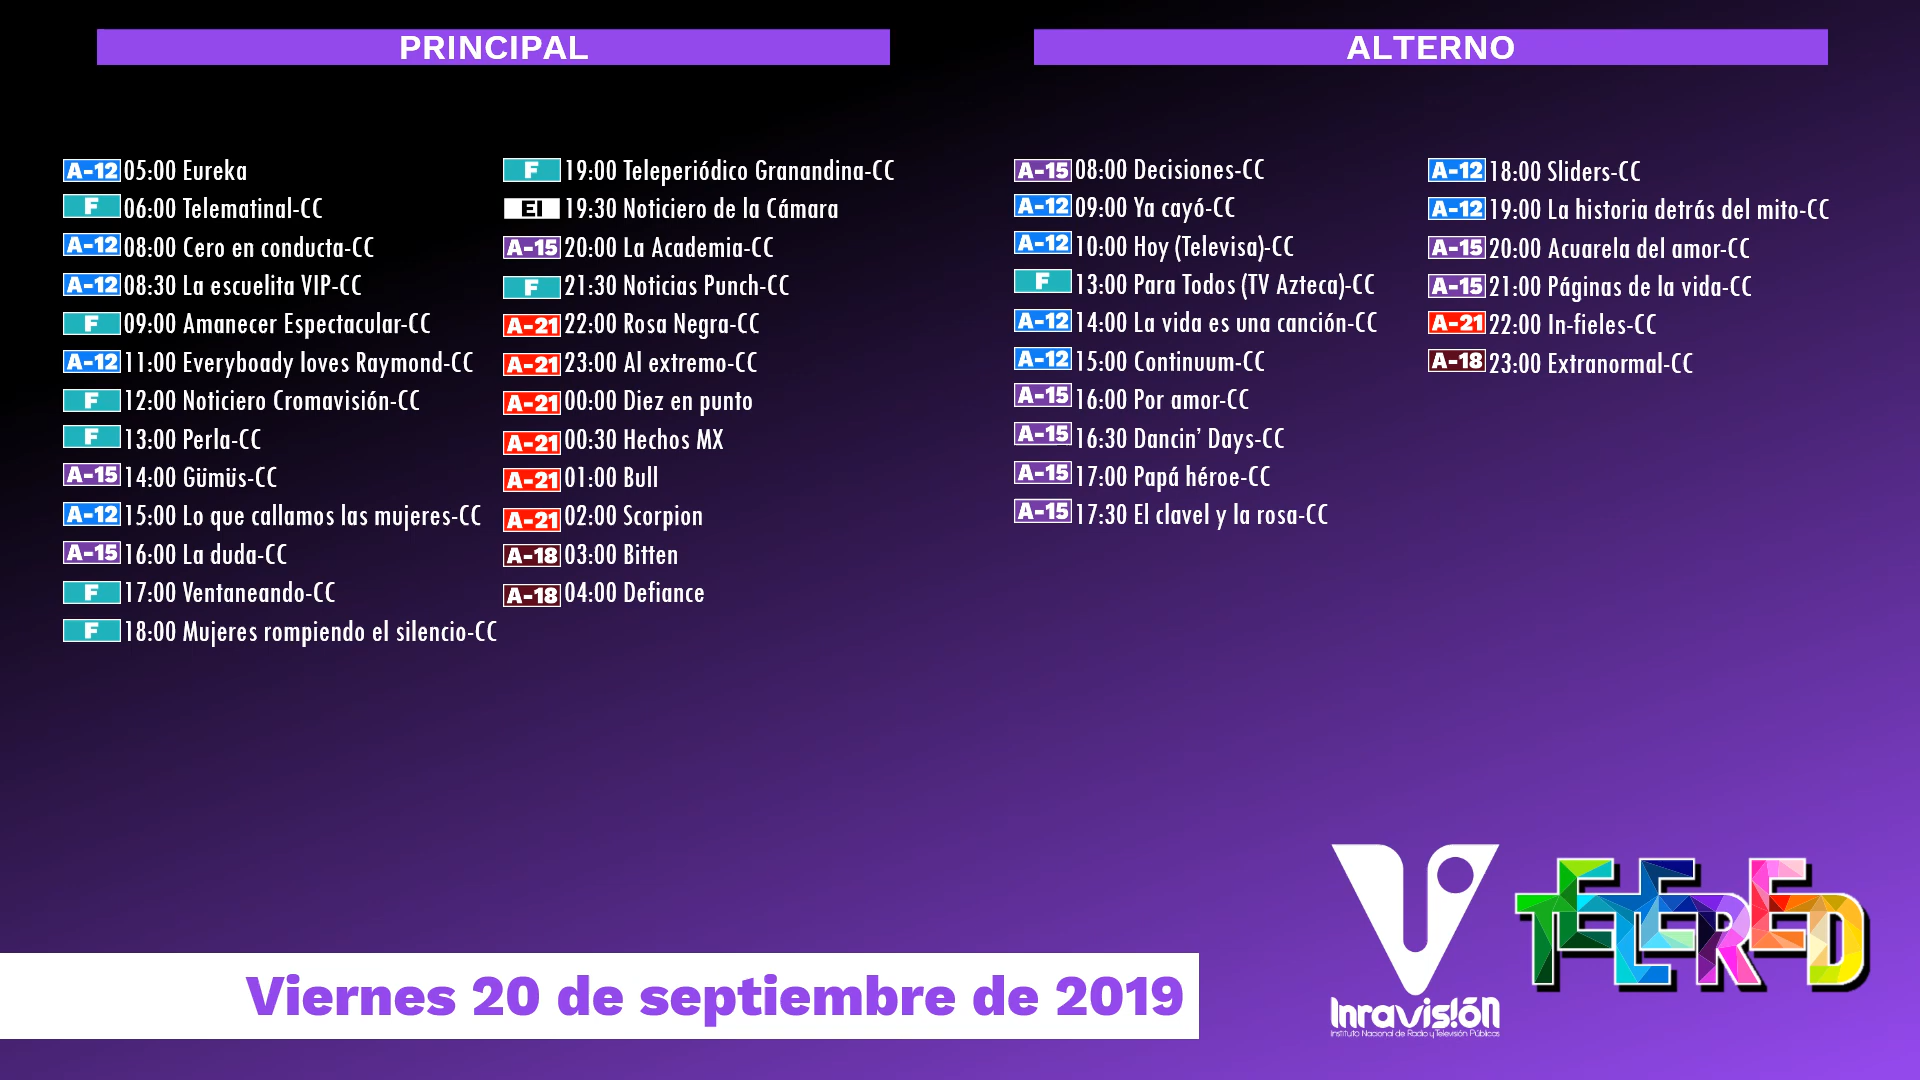 PRINCIPAL
A-12 05:00 Eureka
F 06:00 Telematinal-CC
A-12 08:00 Cero en conducta-CC
A-12 08:30 La escuelita VIP-CC
F 09:00 Amanecer Espectacular-CC
A-12 11:00 Everyboady loves Raymond-CC
F 12:00 Noticiero Cromavisión-CC
F 13:00 Perla-CC
A-15 14:00 Gümüs-CC
A-12 15:00 Lo que callamos las mujeres-CC
A-15 16:00 La duda-CC
F 17:00 Ventaneando-CC
F 18:00 Mujeres rompiendo el silencio-CC
F 19:00 Teleperiódico Granandina-CC
EI 19:30 Noticiero de la Cámara
A-15 20:00 La Academia-CC
F 21:30 Noticias Punch-CC
A-21 22:00 Rosa Negra-CC
A-21 23:00 Al extremo-CC
A-21 00:00 Diez en punto
A-21 00:30 Hechos MX
A-21 01:00 Bull
A-21 02:00 Scorpion
A-18 03:00 Bitten
A-18 04:00 Defiance
ALTERNO
A-15 08:00 Decisiones-CC
A-12 09:00 Ya cayó-CC
A-12 10:00 Hoy (Televisa)-CC
F 13:00 Para Todos (TV Azteca)-CC
A-12 14:00 La vida es una canción-CC
A-12 15:00 Continuum-CC
A-15 16:00 Por amor-CC
A-15 16:30 Dancin’ Days-CC
A-15 17:00 Papá héroe-CC
A-15 17:30 El clavel y la rosa-CC
A-12 18:00 Sliders-CC
A-12 19:00 La historia detrás del mito-CC
A-15 20:00 Acuarela del amor-CC
A-15 21:00 Páginas de la vida-CC
A-21 22:00 In-fieles-CC
A-18 23:00 Extranormal-CC
Viernes 20 de septiembre de 2019
Inravisión
Instituto Nacional de Radio y Televisión Públicas
TELERED